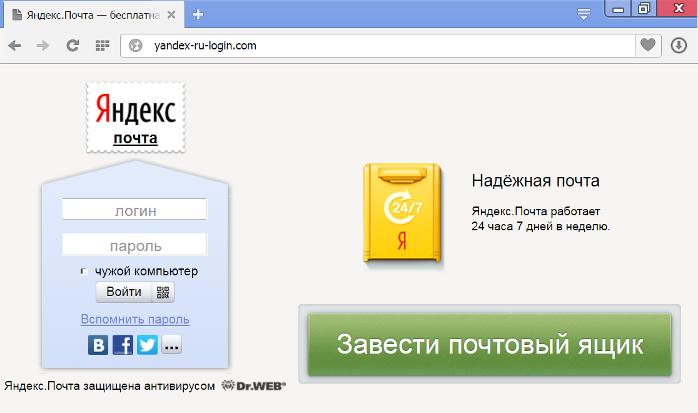 Яндекс.Почта — бесплатна
yandex-ru-login.com
Яндекс
почта
логин
пароль
чужой компьютер
Войти
Вспомнить пароль
В f ...
Яндекс.Почта защищена антивирусом Dr.WEB®
24/7
Я
Надёжная почта
Яндекс.Почта работает
24 часа 7 дней в неделю.
Завести почтовый ящик